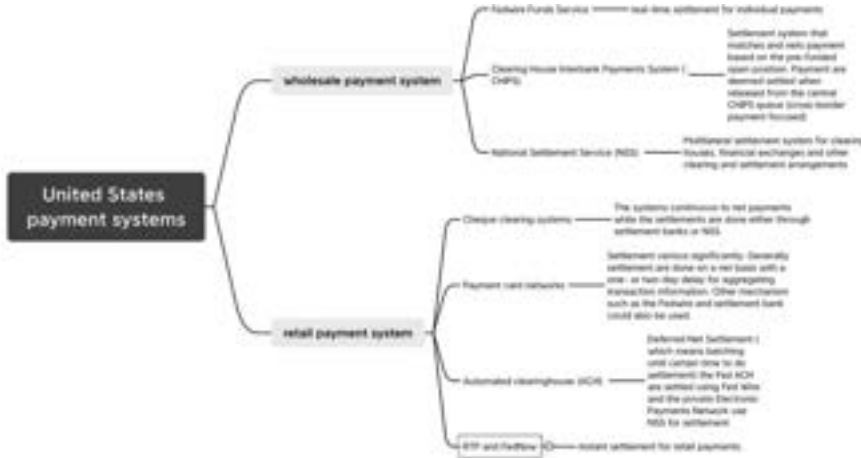 United States
payment systems
wholesale payment system
Fedwire Funds Service
real-time settlement for individual payments
Clearing House Interbank Payments System (
CHIPS)
Settlement system that
matches and nets payment
based on the pre-funded
open position. Payment are
deemed settled when
released from the central
CHIPS queue (cross-border
payment focused)
National Settlement Service (NSS)
Multilateral settlement system for clearing
houses, financial exchanges and other
clearing and settlement arrangements
retail payment system
Cheque clearing systems
The systems continuous to net payments
while the settlements are done either through
settlement banks or NSS
Payment card networks
Settlement various significantly. Generally
settlement are done on a net basis with a
one- or two-day delay for aggregating
transaction information. Other mechanism
such as the Fedwire and settlement bank
could also be used.
Automated clearinghouse (ACH)
Deferred Net Settlement (
which means batching
until certain time to do
settlement) the Fed ACH
are settled using Fed Wire
and the private Electronic
Payments Network use
NSS for settlement
RTP and FedNow
instant settlement for retail payments